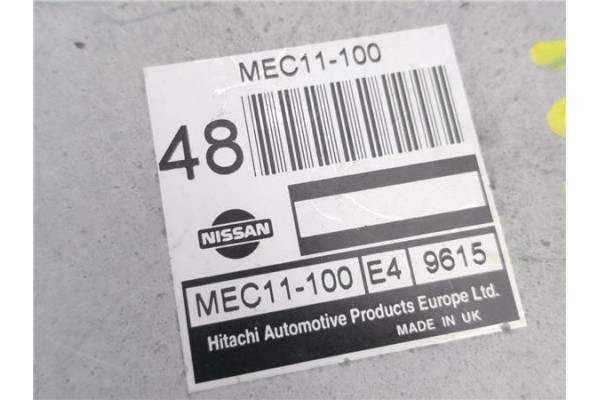 MEC11-100
48
NISSAN
MEC11-100 E4 9615
Hitachi Automotive Products Europe Ltd.
MADE IN UK